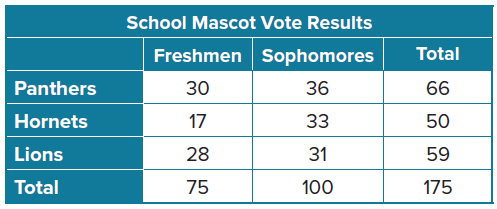 School Mascot Vote Results
Freshmen Sophomores Total
Panthers 30 36 66
Hornets 17 33 50
Lions 28 31 59
Total 75 100 175